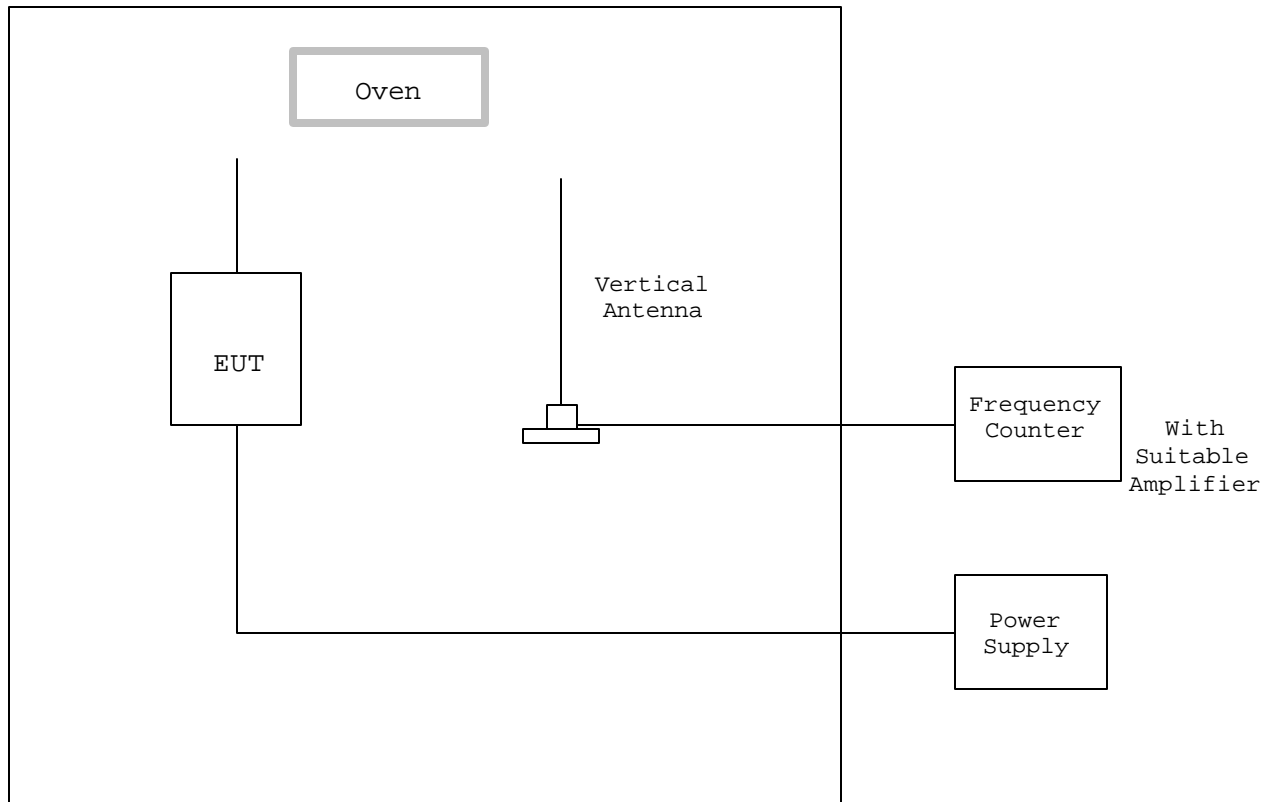 Oven
Vertical
Antenna
EUT
Frequency
Counter
With
Suitable
Amplifier
Power
Supply